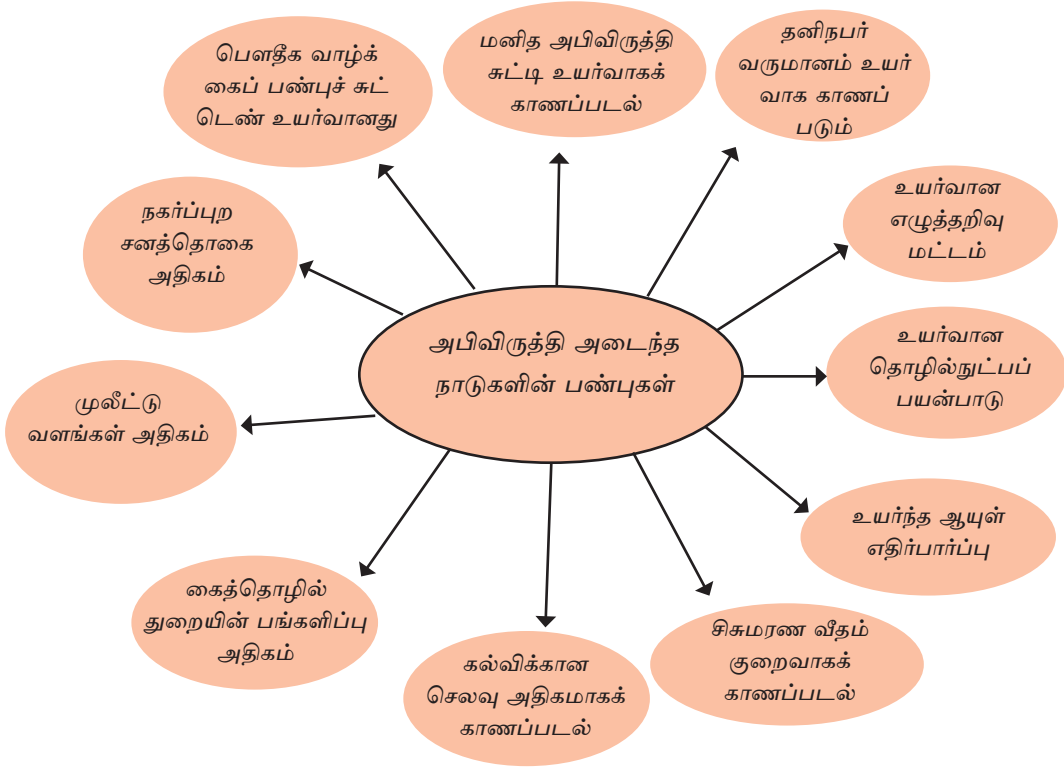 பௌதீக வாழ்க்
கைப் பண்புச் சுட்
டெண் உயர்வானது
மனித அபிவிருத்தி
சுட்டி உயர்வாகக்
காணப்படல்
தனிநபர்
வருமானம் உயர்
வாக காணப்
படும்
நகர்ப்புற
சனத்தொகை
அதிகம்
உயர்வான
எழுத்தறிவு
மட்டம்
அபிவிருத்தி அடைந்த
நாடுகளின் பண்புகள்
உயர்வான
தொழில்நுட்பப்
பயன்பாடு
முலீட்டு
வளங்கள் அதிகம்
உயர்ந்த ஆயுள்
எதிர்பார்ப்பு
கைத்தொழில்
துறையின் பங்களிப்பு
அதிகம்
கல்விக்கான
செலவு அதிகமாகக்
காணப்படல்
சிசுமரண வீதம்
குறைவாகக்
காணப்படல்